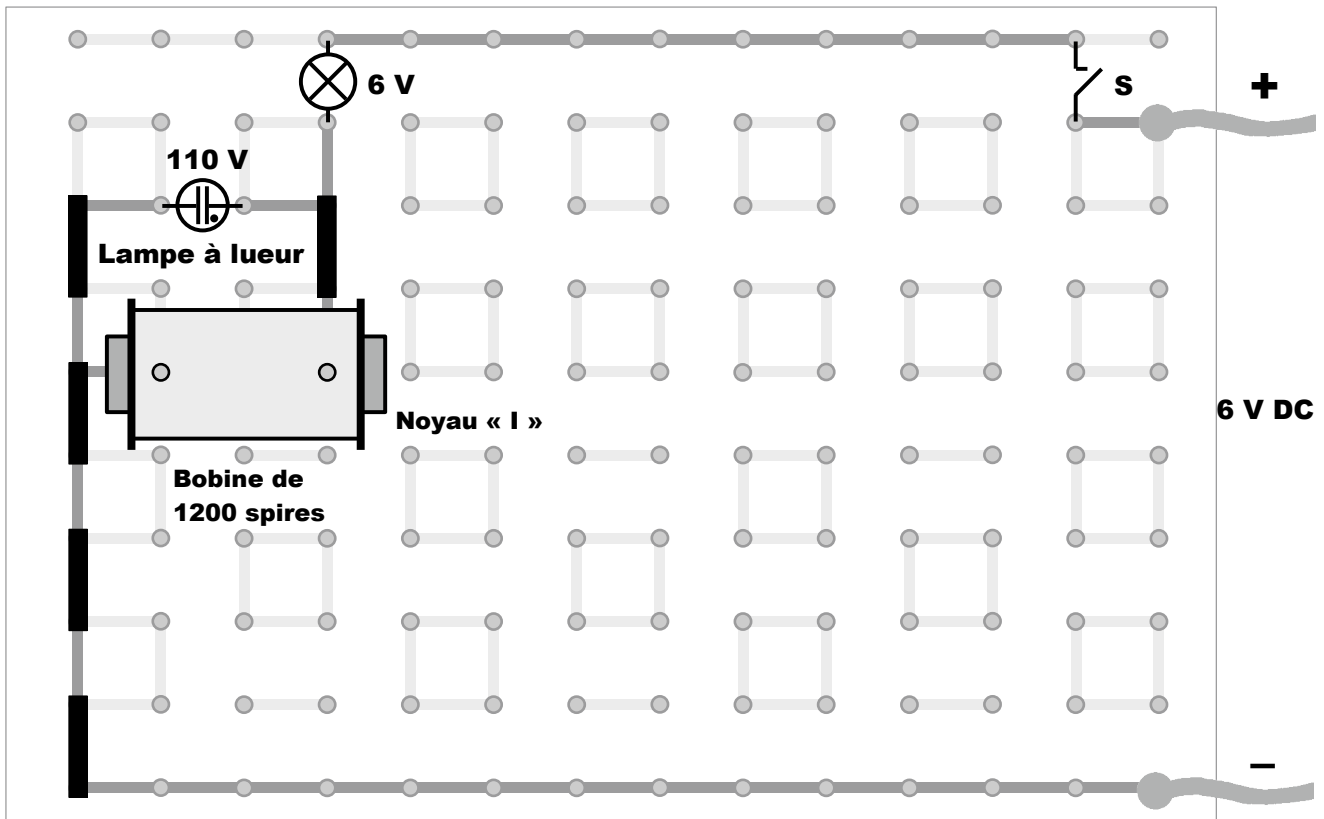 6 V
S
+
110 V
Lampe à lueur
Noyau « I »
6 V DC
Bobine de
1200 spires
–